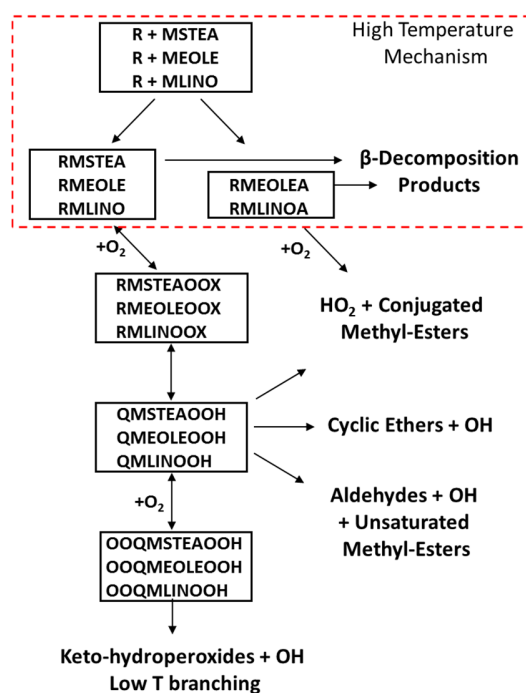 High Temperature
Mechanism
R + MSTEA
R + MEOLE
R + MLINO
RMSTEA
RMEOLE
RMLINO
RMEOLEA
RMLINOA
β-Decomposition
Products
+O₂
+O₂
RMSTEAOOX
RMEOLEOOX
RMLINOOX
HO₂ + Conjugated
Methyl-Esters
QMSTEAOOH
QMEOLEOOH
QMLINOOH
Cyclic Ethers + OH
+O₂
Aldehydes + OH
+ Unsaturated
Methyl-Esters
OOQMSTEAOOH
OOQMEOLEOOH
OOQMLINOOH
Keto-hydroperoxides + OH
Low T branching